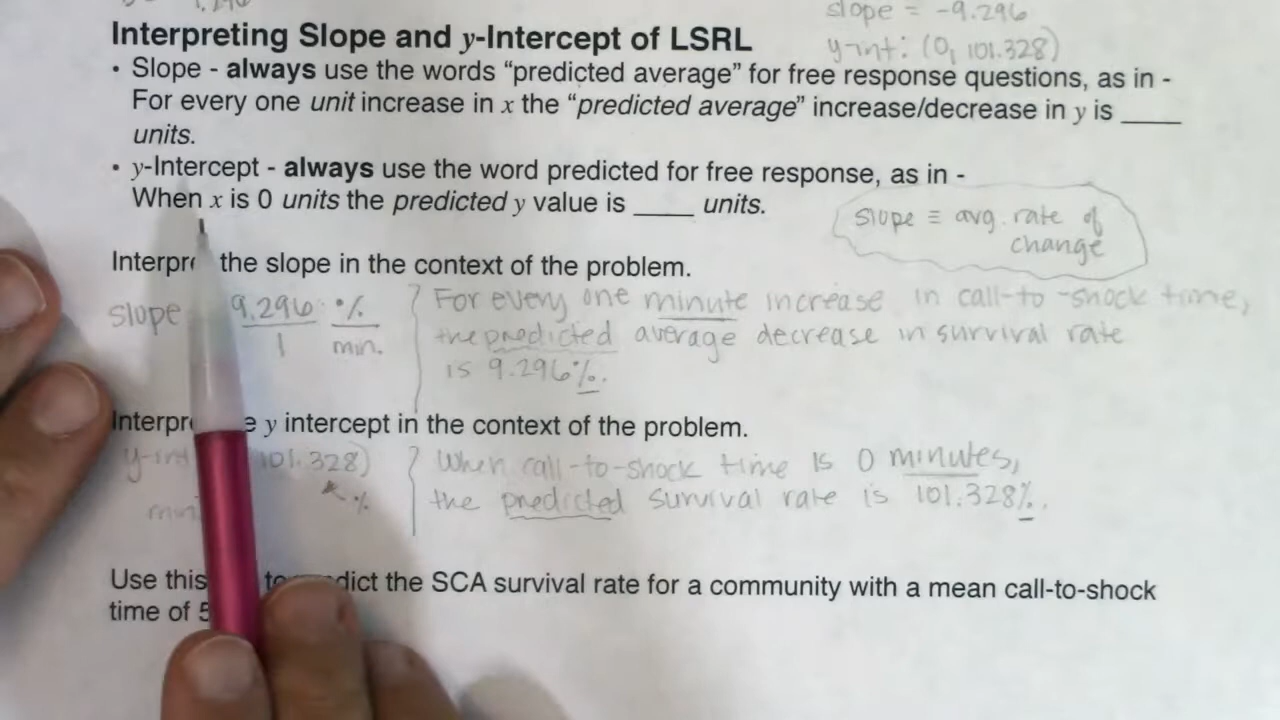 slope = -9.296
Interpreting Slope and y-Intercept of LSRL
y-int: (0, 101.328)
• Slope - always use the words “predicted average” for free response questions, as in -
For every one unit increase in x the “predicted average” increase/decrease in y is ____
units.
• y-Intercept - always use the word predicted for free response, as in -
When x is 0 units the predicted y value is ____ units.
slope ≡ avg. rate of
change
Interpr the slope in the context of the problem.
slope 9.296 %
1 min.
For every one minute increase in call-to-shock time,
the predicted average decrease in survival rate
is 9.296%.
Interpr e y intercept in the context of the problem.
y-int 101.328)
min %
When call-to-shock time is 0 minutes,
the predicted survival rate is 101.328%.
Use this to dict the SCA survival rate for a community with a mean call-to-shock
time of 5